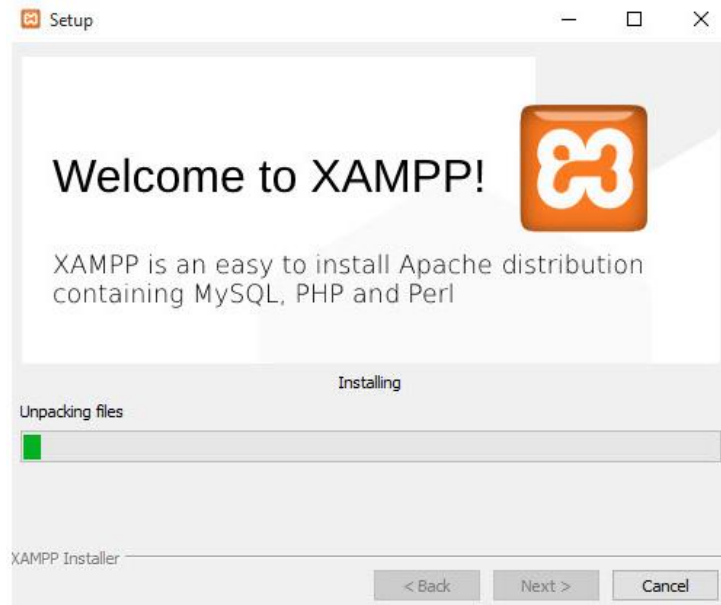 Setup
Welcome to XAMPP!
XAMPP is an easy to install Apache distribution
containing MySQL, PHP and Perl
Installing
Unpacking files
XAMPP Installer
< Back Next > Cancel